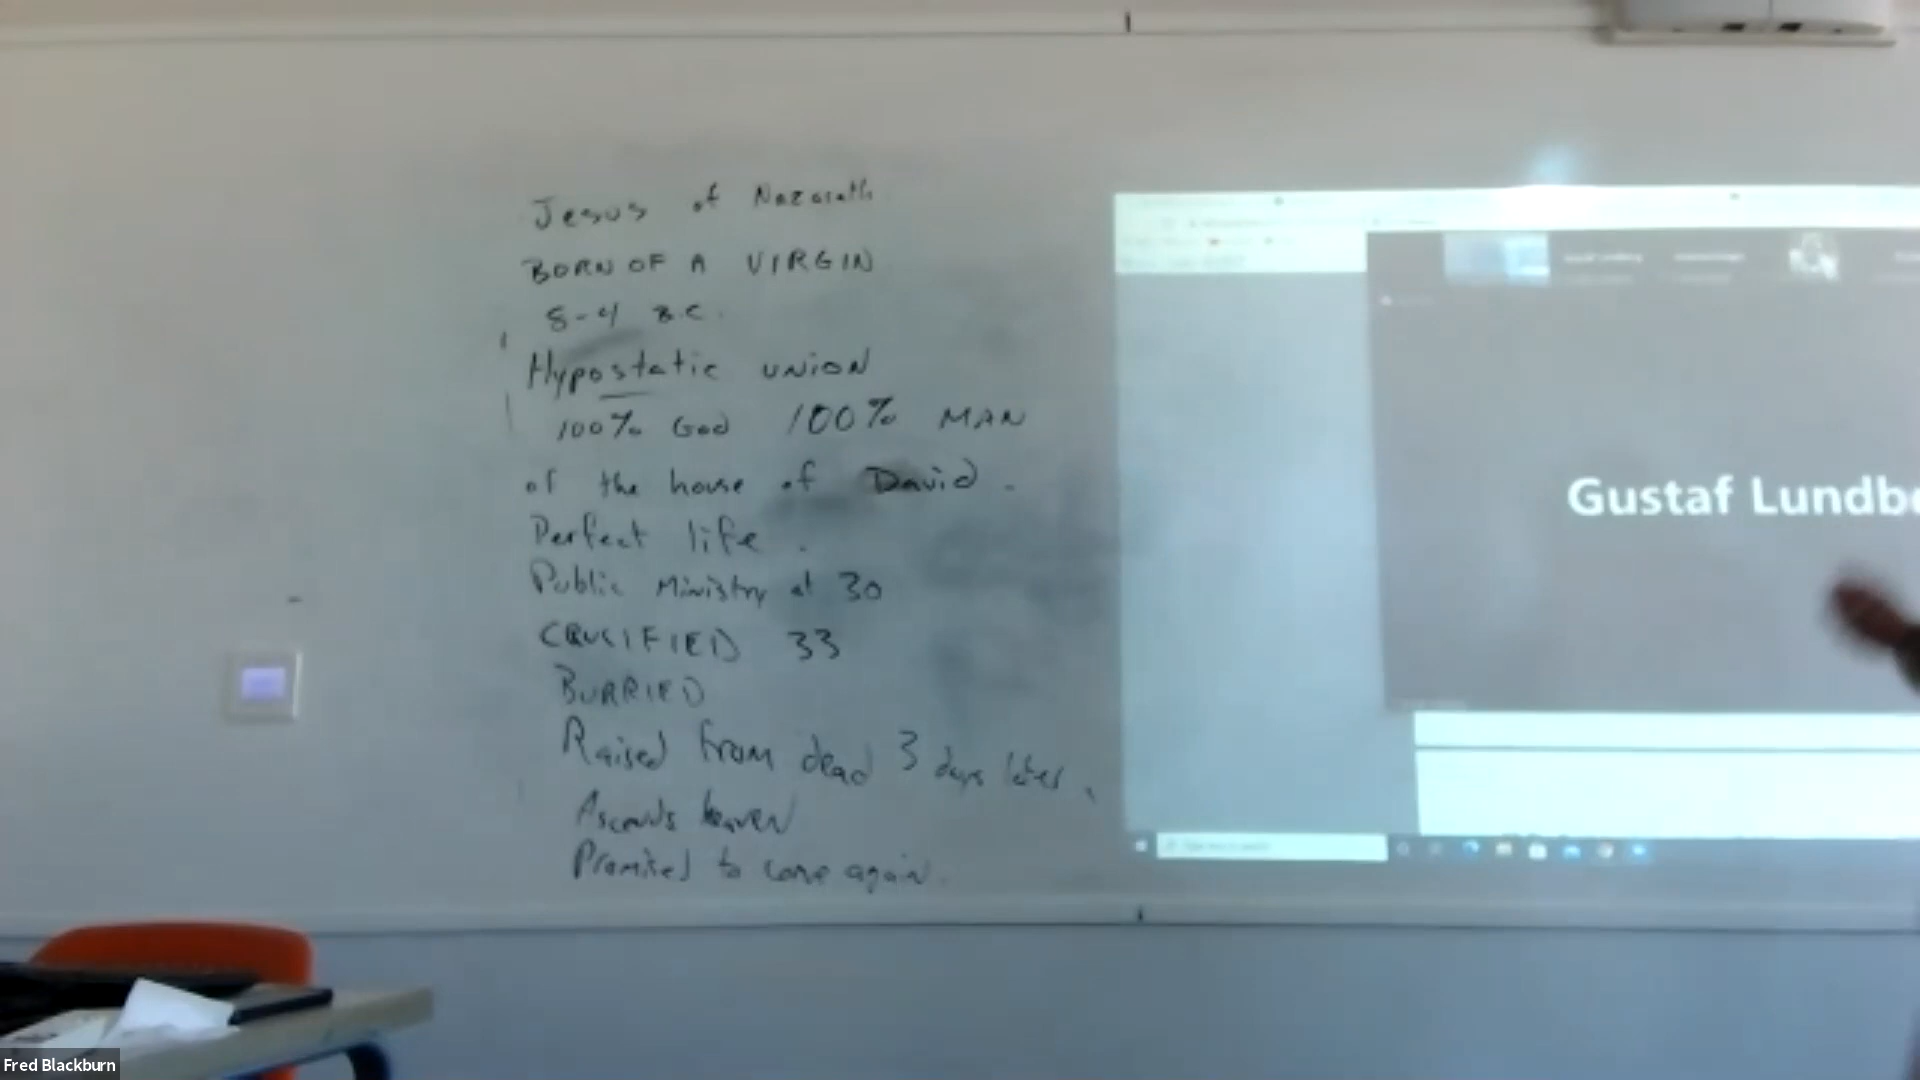 Jesus of Nazareth
BORN OF A VIRGIN
8-4 B.C.
Hypostatic UNION
100% God 100% MAN
of the house of David.
Perfect life.
Public Ministry at 30
CRUCIFIED 33
BURRIED
Raised from dead 3 days later.
Ascends heaven
Promised to come again.
Gustaf
Fred Blackburn